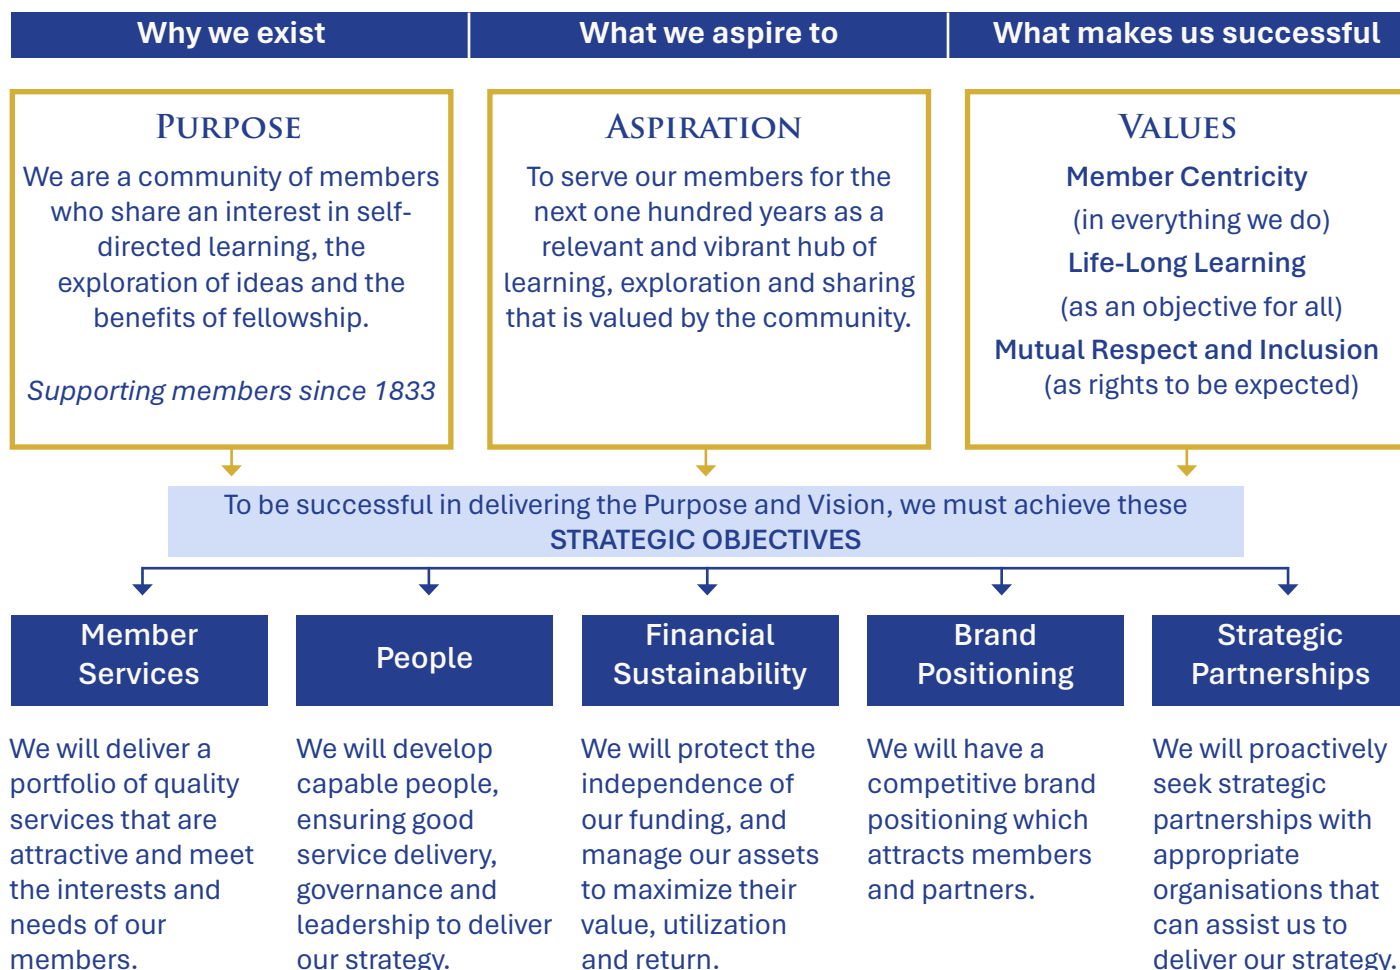 Why we exist
What we aspire to
What makes us successful
PURPOSE
We are a community of members
who share an interest in self-
directed learning, the
exploration of ideas and the
benefits of fellowship.
Supporting members since 1833
ASPIRATION
To serve our members for the
next one hundred years as a
relevant and vibrant hub of
learning, exploration and sharing
that is valued by the community.
VALUES
Member Centricity
(in everything we do)
Life-Long Learning
(as an objective for all)
Mutual Respect and Inclusion
(as rights to be expected)
To be successful in delivering the Purpose and Vision, we must achieve these
STRATEGIC OBJECTIVES
Member
Services
We will deliver a
portfolio of quality
services that are
attractive and meet
the interests and
needs of our
members.
People
We will develop
capable people,
ensuring good
service delivery,
governance and
leadership to deliver
our strategy.
Financial
Sustainability
We will protect the
independence of
our funding, and
manage our assets
to maximize their
value, utilization
and return.
Brand
Positioning
We will have a
competitive brand
positioning which
attracts members
and partners.
Strategic
Partnerships
We will proactively
seek strategic
partnerships with
appropriate
organisations that
can assist us to
deliver our strategy.